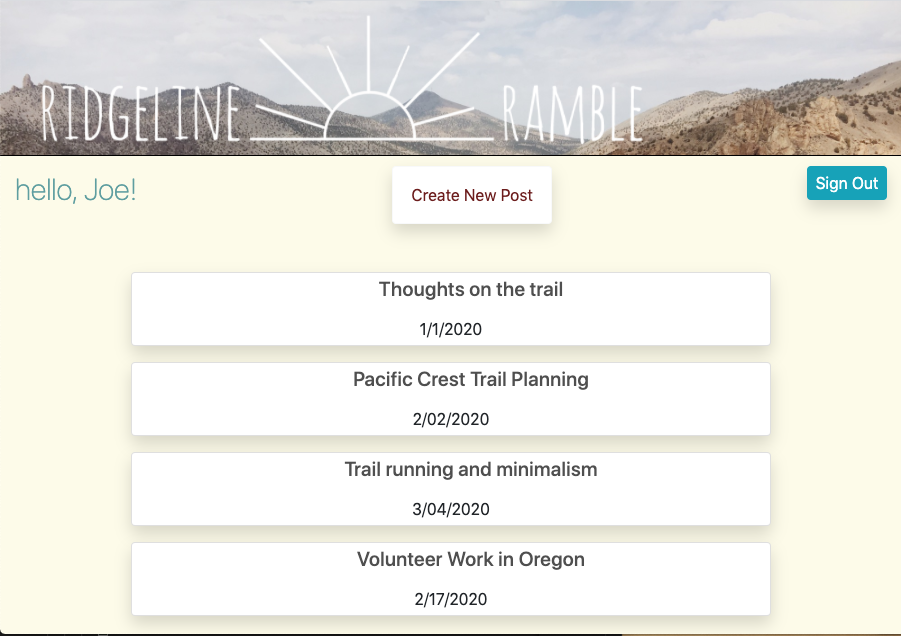 RIDGELINE RAMBLE
hello, Joe!
Create New Post
Sign Out
Thoughts on the trail
1/1/2020
Pacific Crest Trail Planning
2/02/2020
Trail running and minimalism
3/04/2020
Volunteer Work in Oregon
2/17/2020